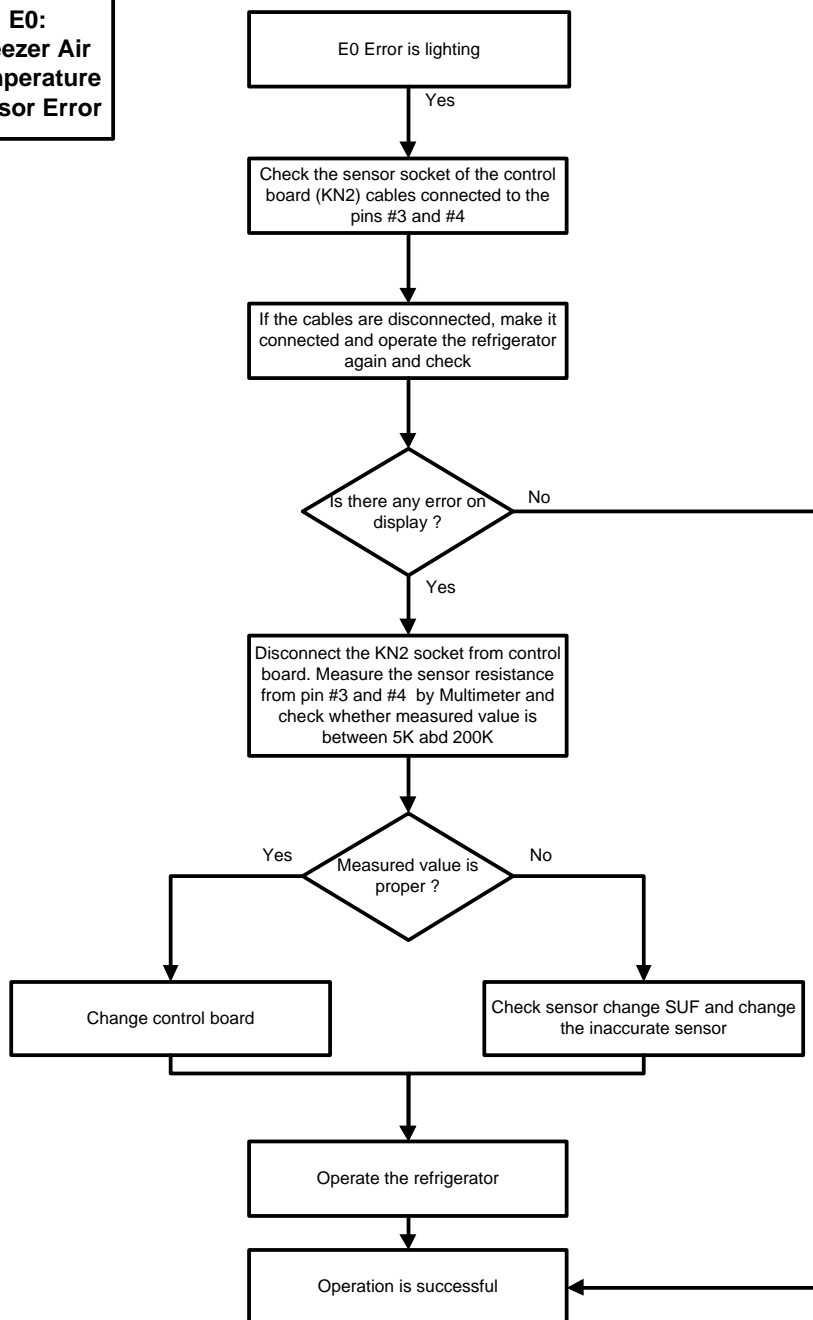 E0:
ezer Air
perature
sor Error
E0 Error is lighting
Yes
Check the sensor socket of the control
board (KN2) cables connected to the
pins #3 and #4
If the cables are disconnected, make it
connected and operate the refrigerator
again and check
Is there any error on
display ?
No
Yes
Disconnect the KN2 socket from control
board. Measure the sensor resistance
from pin #3 and #4 by Multimeter and
check whether measured value is
between 5K abd 200K
Yes
Measured value is
proper ?
No
Change control board
Check sensor change SUF and change
the inaccurate sensor
Operate the refrigerator
Operation is successful